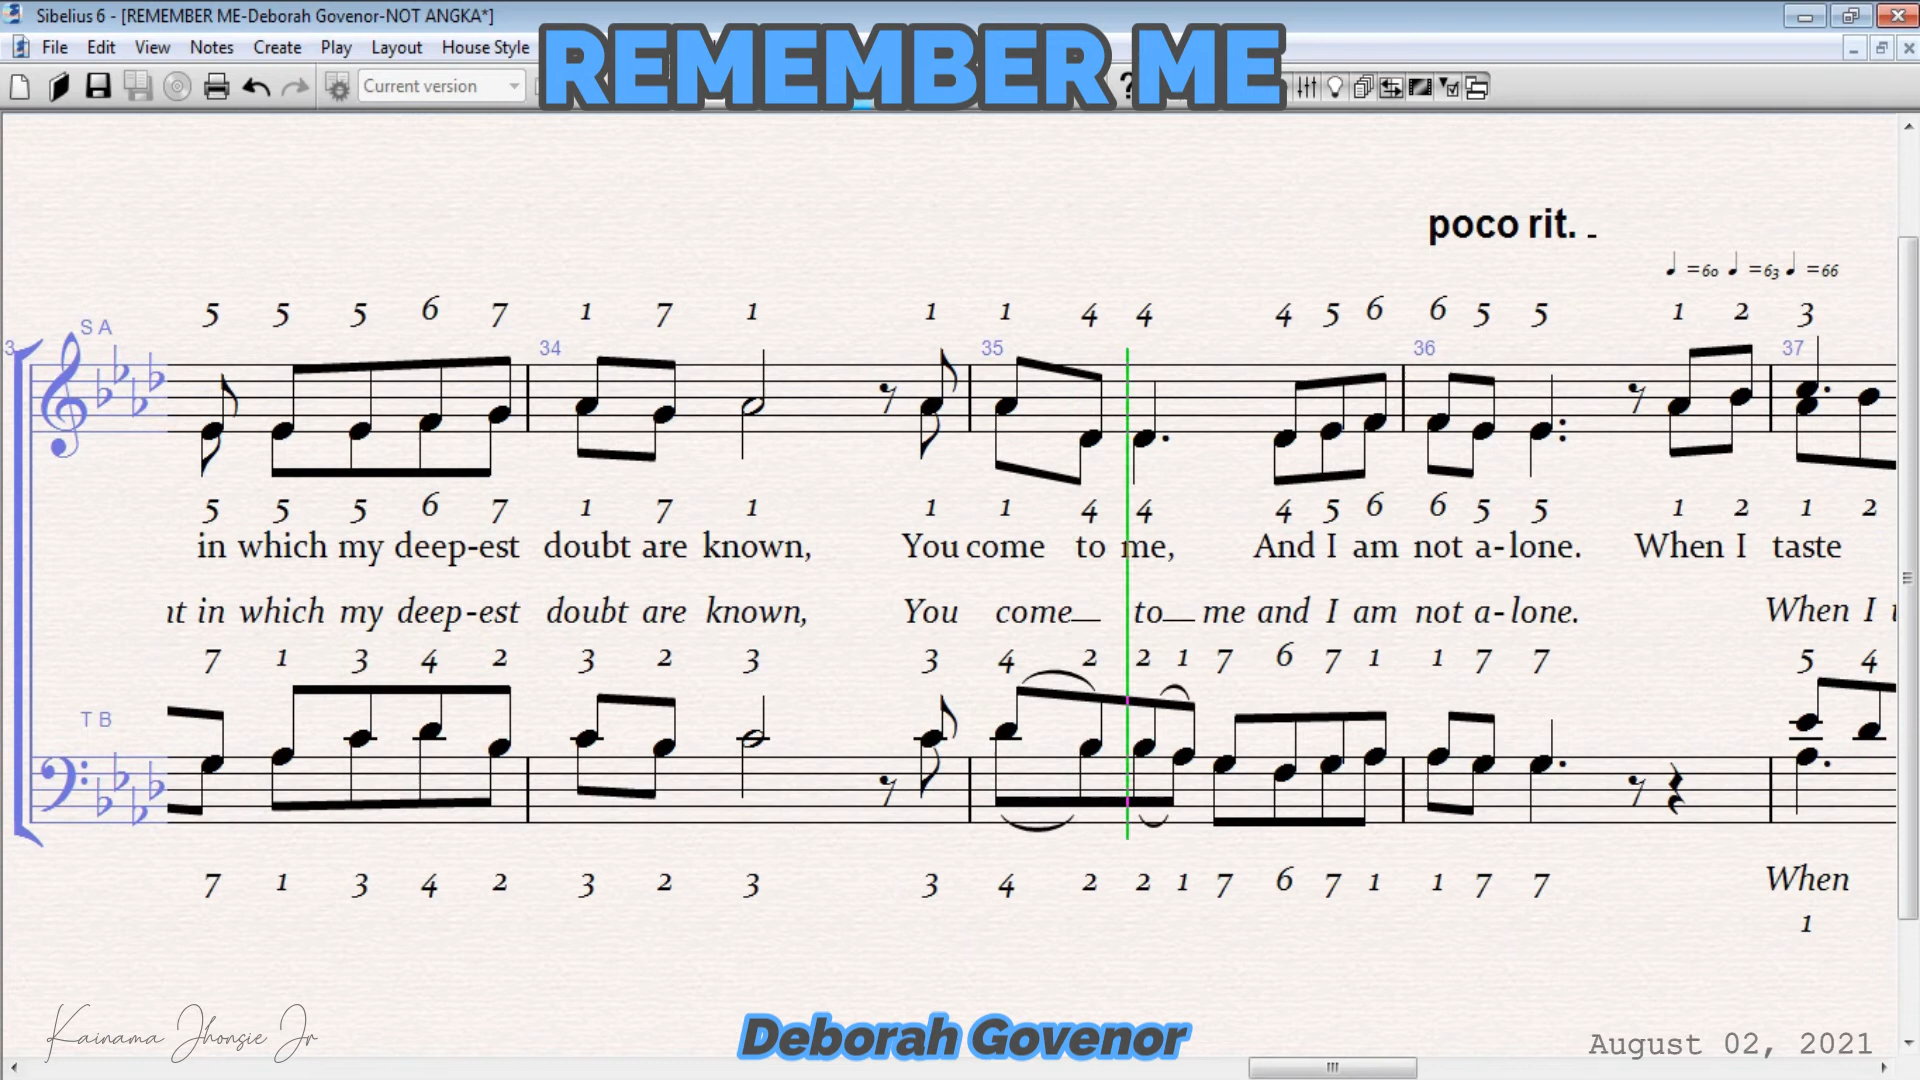 Sibelius 6 - [REMEMBER ME-Deborah Govenor-NOT ANGKA*]
File Edit View Notes Create Play Layout House Style
REMEMBER ME
Current version
poco rit.
=60 =63 =66
5 5 5 6 7 1 7 1 1 1 4 4 4 5 6 6 5 5 1 2 3
S A
3 34 35 36 37
5 5 5 6 7 1 7 1 1 1 4 4 4 5 6 6 5 5 1 2 1 2
in which my deep-est doubt are known, You come to me, And I am not a-lone. When I taste
in which my deep-est doubt are known, You come to me and I am not a-lone. When I
7 1 3 4 2 3 2 3 3 4 2 2 1 7 6 7 1 1 7 7 5 4
T B
7 1 3 4 2 3 2 3 3 4 2 2 1 7 6 7 1 1 7 7 When
1
Kainama Jhonsie Jr
Deborah Govenor
August 02, 2021